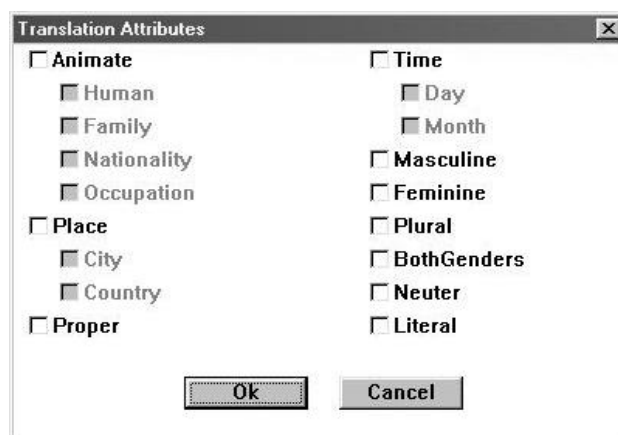 Translation Attributes
Animate
Human
Family
Nationality
Occupation
Place
City
Country
Proper
Time
Day
Month
Masculine
Feminine
Plural
BothGenders
Neuter
Literal
Ok
Cancel